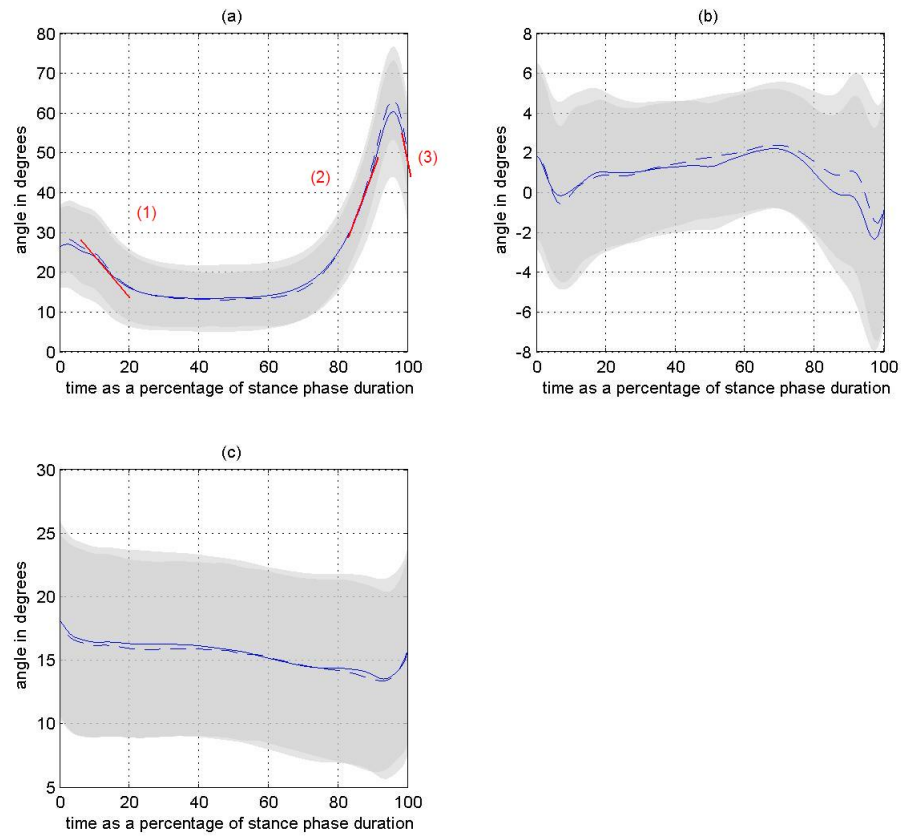 (a)
80
70
60
50
40
30
20
10
0
angle in degrees
(1)
(2)
(3)
0 20 40 60 80 100
time as a percentage of stance phase duration
(b)
8
6
4
2
0
-2
-4
-6
-8
angle in degrees
0 20 40 60 80 100
time as a percentage of stance phase duration
(c)
30
25
20
15
10
5
angle in degrees
0 20 40 60 80 100
time as a percentage of stance phase duration